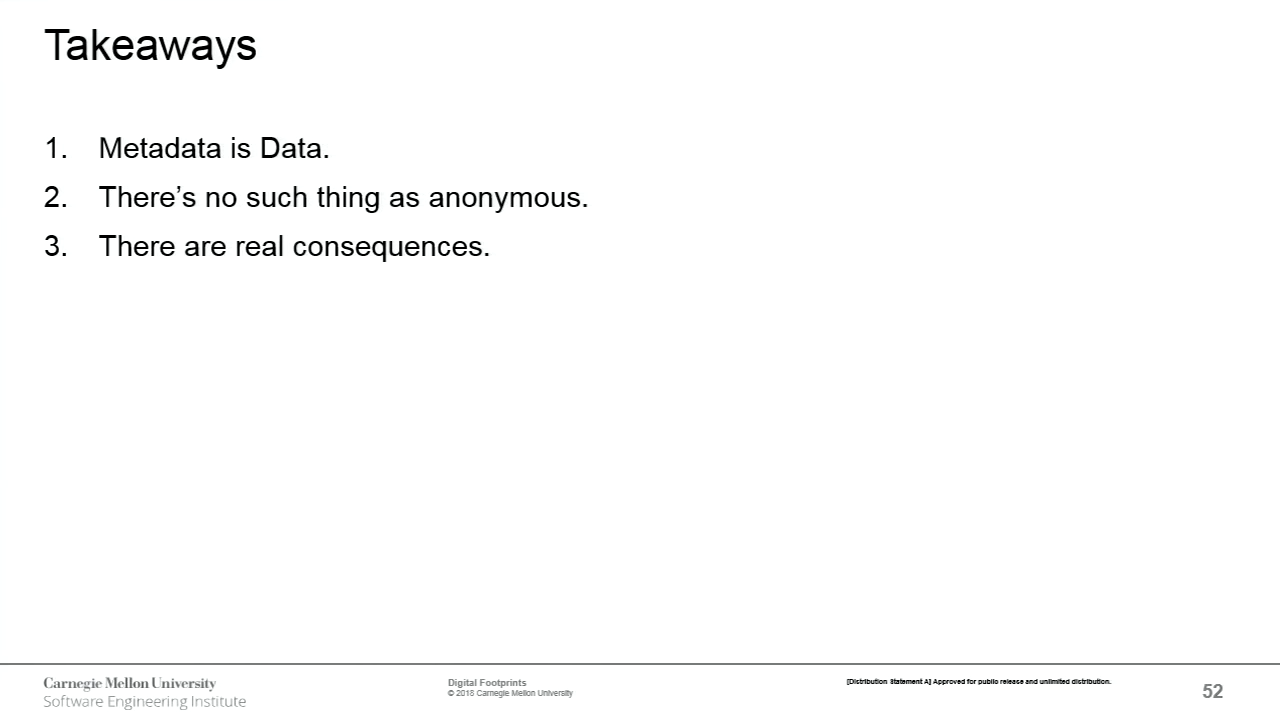 Takeaways
1. Metadata is Data.
2. There’s no such thing as anonymous.
3. There are real consequences.
Carnegie Mellon University
Software Engineering Institute
Digital Footprints
© 2018 Carnegie Mellon University
[Distribution Statement A] Approved for public release and unlimited distribution.
52